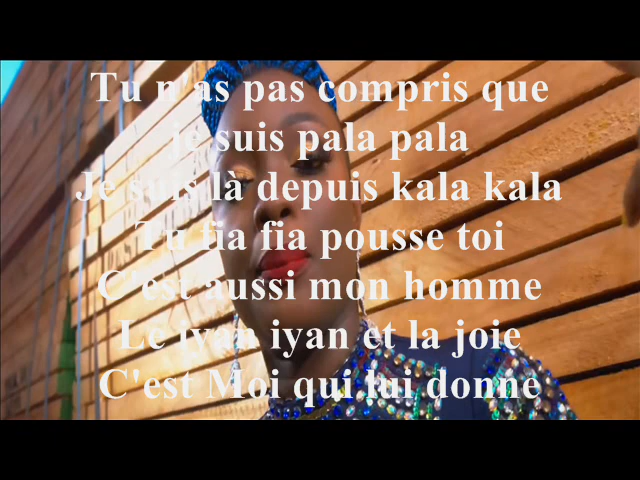 Tu n'as pas compris que
je suis pala pala
Je suis là depuis kala kala
Tu fia fia pousse toi
C'est aussi mon homme
Le iyan iyan et la joie
C'est Moi qui lui donne